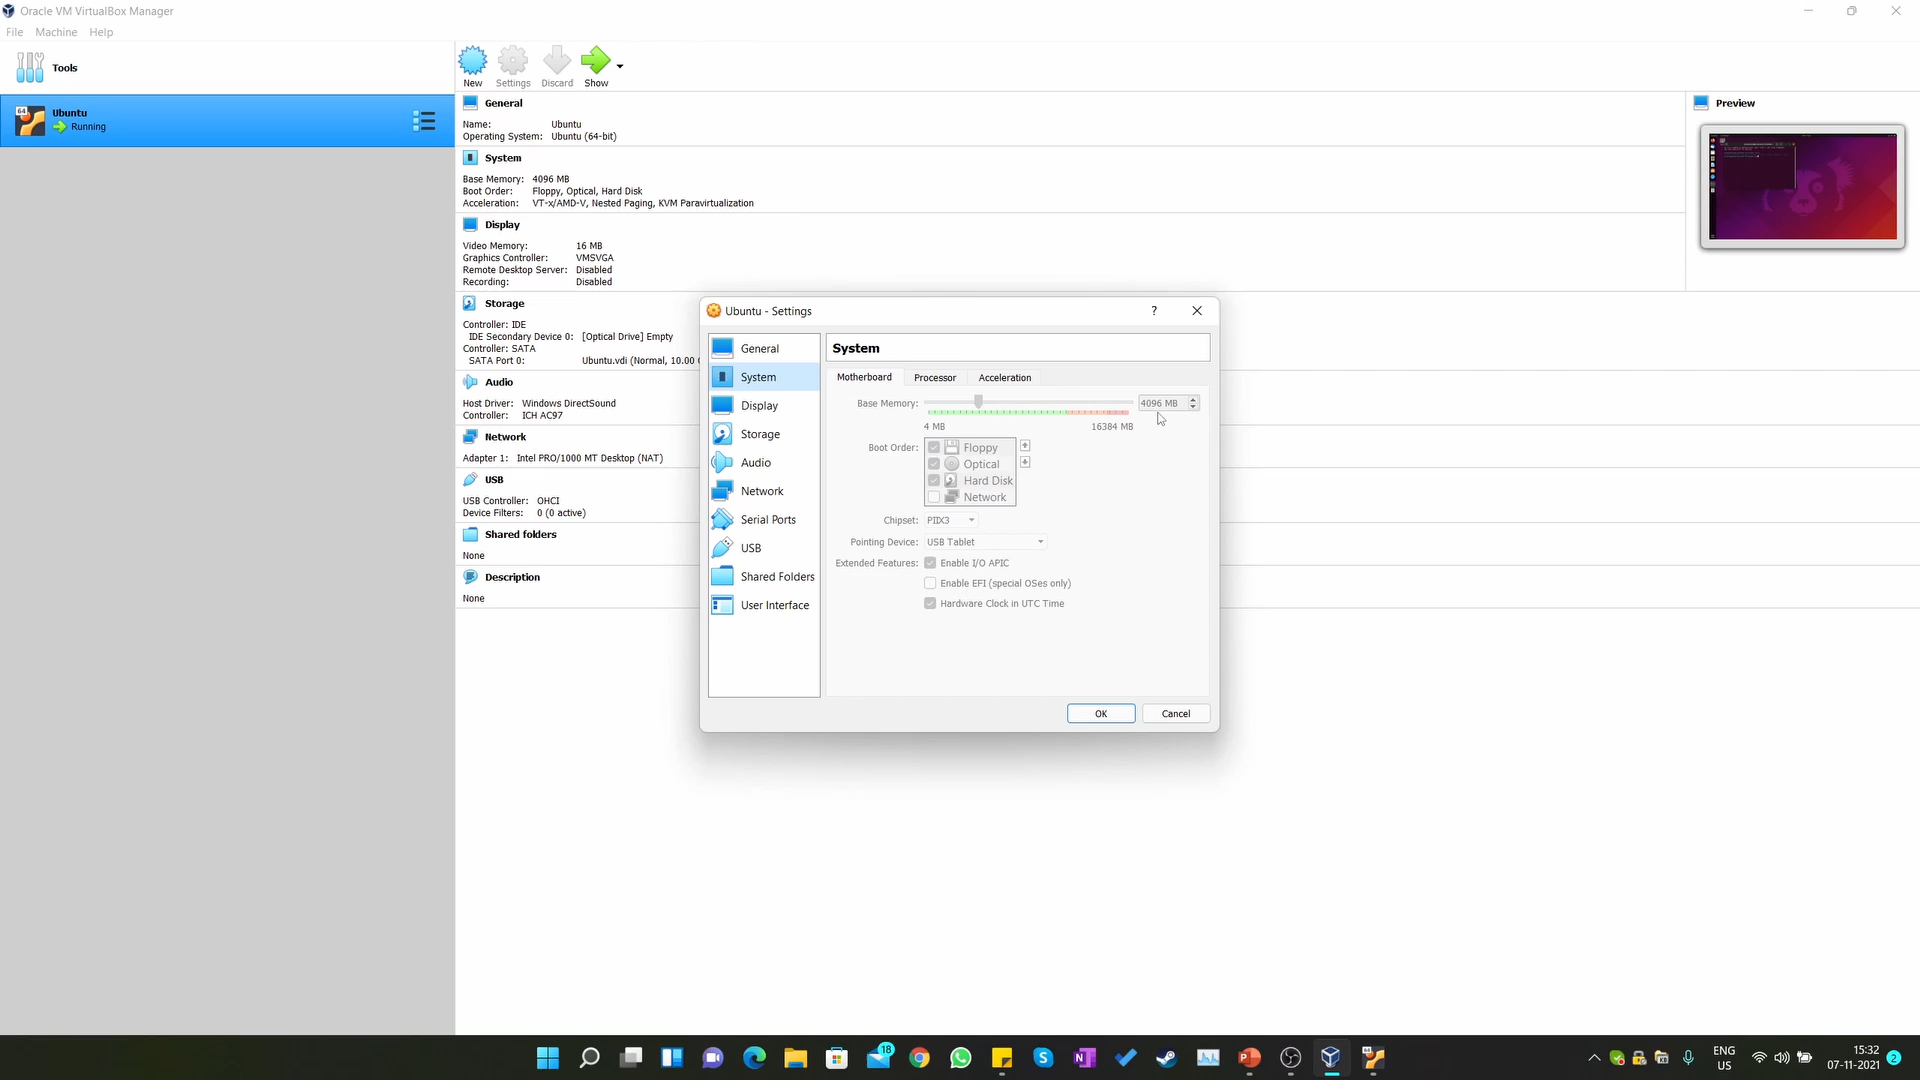 Oracle VM VirtualBox Manager
File Machine Help
Tools
64
Ubuntu
Running
New Settings Discard Show
General
Name: Ubuntu
Operating System: Ubuntu (64-bit)
System
Base Memory: 4096 MB
Boot Order: Floppy, Optical, Hard Disk
Acceleration: VT-x/AMD-V, Nested Paging, KVM Paravirtualization
Display
Video Memory: 16 MB
Graphics Controller: VMSVGA
Remote Desktop Server: Disabled
Recording: Disabled
Storage
Controller: IDE
IDE Secondary Device 0: [Optical Drive] Empty
Controller: SATA
SATA Port 0: Ubuntu.vdi (Normal, 10.00
Audio
Host Driver: Windows DirectSound
Controller: ICH AC97
Network
Adapter 1: Intel PRO/1000 MT Desktop (NAT)
USB
USB Controller: OHCI
Device Filters: 0 (0 active)
Shared folders
None
Description
None
Preview
Ubuntu - Settings
?
General
System
Display
Storage
Audio
Network
Serial Ports
USB
Shared Folders
User Interface
System
Motherboard Processor Acceleration
Base Memory: 4096 MB
4 MB 16384 MB
Boot Order: Floppy
Optical
Hard Disk
Network
Chipset: PIIX3
Pointing Device: USB Tablet
Extended Features: Enable I/O APIC
Enable EFI (special OSes only)
Hardware Clock in UTC Time
OK Cancel
18
ENG
US
15:32
07-11-2021
2